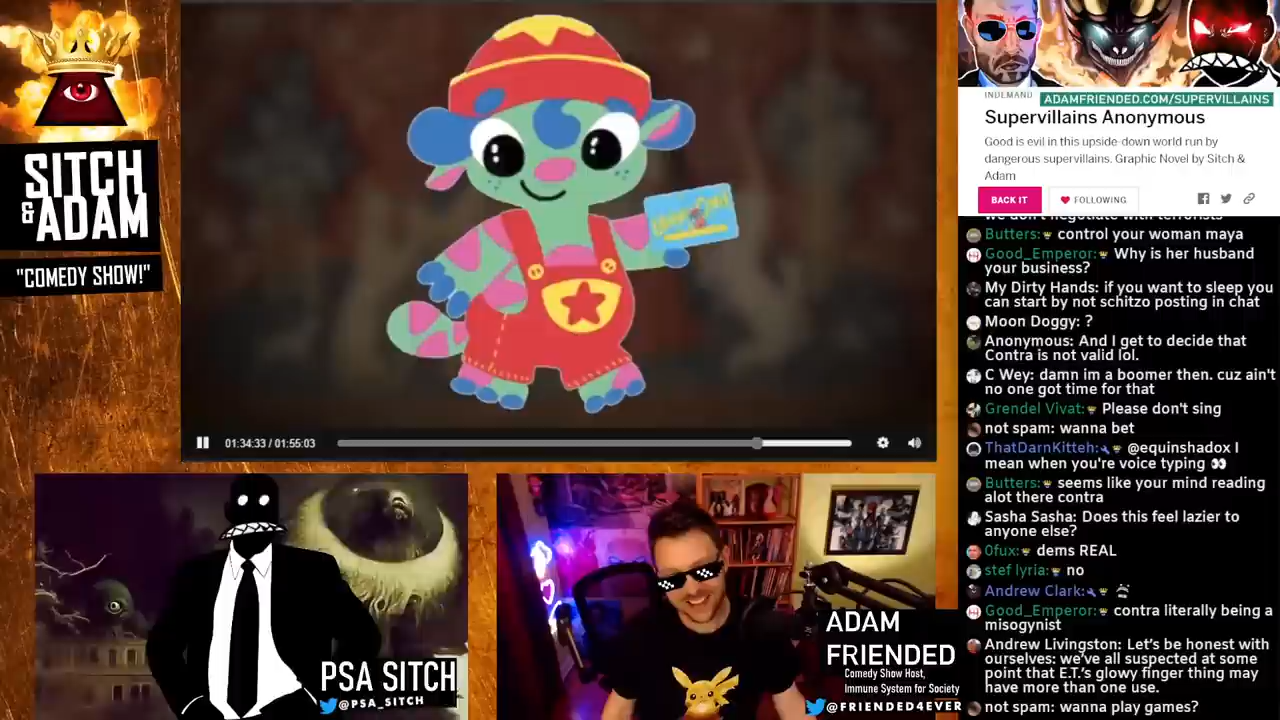 SITCH
& ADAM
"COMEDY SHOW!"
01:34:33 / 01:55:03
PSA SITCH
@PSA_SITCH
ADAM
FRIENDED
Comedy Show Host,
Immune System for Society
@FRIENDED4EVER
INDEMAND
ADAMFRIENDED.COM/SUPERVILLAINS
Supervillains Anonymous
Good is evil in this upside-down world run by
dangerous supervillains. Graphic Novel by Sitch &
Adam
BACK IT
FOLLOWING
we don't negotiate with terrorists
Butters: control your woman maya
Good_Emperor: Why is her husband
your business?
My Dirty Hands: if you want to sleep you
can start by not schitzo posting in chat
Moon Doggy: ?
Anonymous: And I get to decide that
Contra is not valid lol.
C Wey: damn im a boomer then. cuz ain't
no one got time for that
Grendel Vivat: Please don't sing
not spam: wanna bet
ThatDarnKitteh: @equinshadox I
mean when you're voice typing 👀
Butters: seems like your mind reading
alot there contra
Sasha Sasha: Does this feel lazier to
anyone else?
0fux: dems REAL
stef lyria: no
Andrew Clark:
Good_Emperor: contra literally being a
misogynist
Andrew Livingston: Let's be honest with
ourselves: we've all suspected at some
point that E.T.'s glowy finger thing may
have more than one use.
not spam: wanna play games?